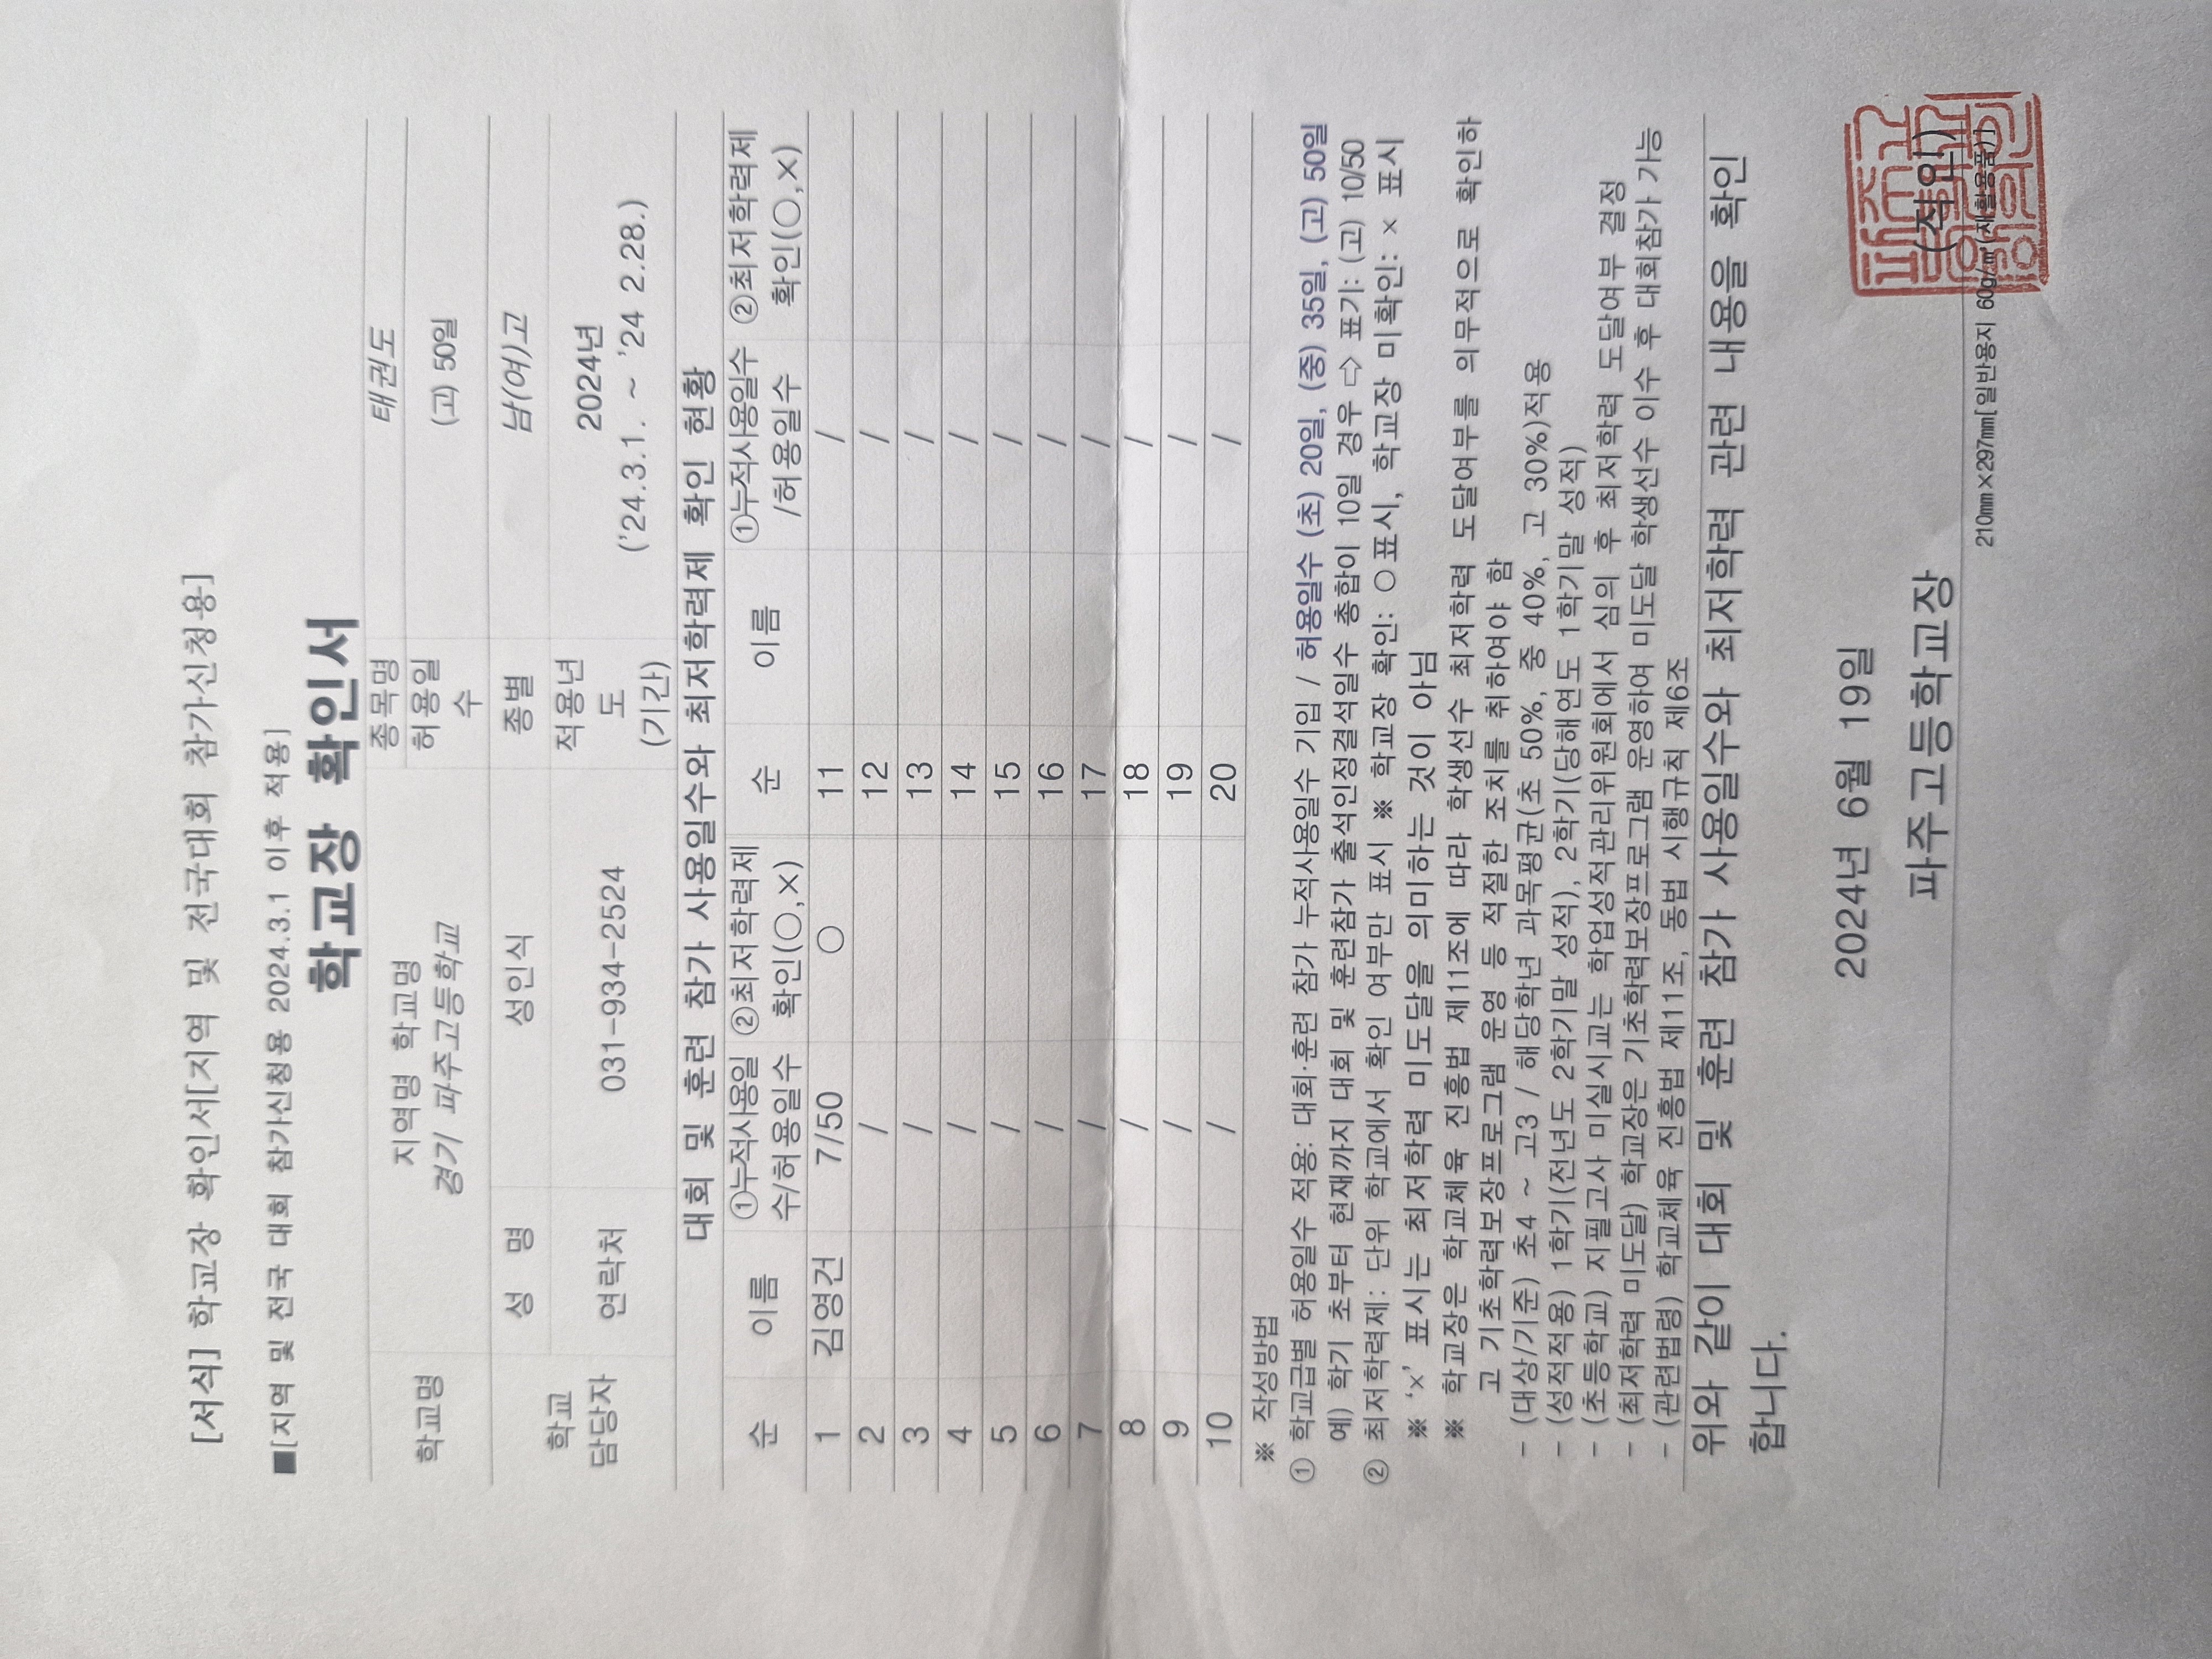 [서식] 학교장 확인서[지역 및 전국대회 참가신청용]
■[지역 및 전국 대회 참가신청용 2024.3.1 이후 적용]
학교장 확인서
학교명 지역명 학교명 종목명 태권도
경기 파주고등학교 허용일수 (고) 50일
학교 담당자 성 명 성인식 종별 남(여)고
연락처 031-934-2524 적용년도 (기간) 2024년
('24.3.1. ~ '24 2.28.)
대회 및 훈련 참가 사용일수와 최저학력제 확인 현황
순 이름 ①누적사용일수/허용일수 ②최저학력제 확인(○,×) 순 이름 ①누적사용일수/허용일수 ②최저학력제 확인(○,×)
1 김영건 7/50 ○ 11 /
2 / 12 /
3 / 13 /
4 / 14 /
5 / 15 /
6 / 16 /
7 / 17 /
8 / 18 /
9 / 19 /
10 / 20 /
※ 작성방법
① 학교급별 허용일수 적용: 대회·훈련 참가 누적사용일수 기입 / 허용일수 (초) 20일, (중) 35일, (고) 50일
예) 학기 초부터 현재까지 대회 및 훈련참가 출석인정결석일수 총합이 10일 경우 ⇨ 표기: (고) 10/50
② 최저학력제: 단위 학교에서 확인 여부만 표시 ※ 학교장 확인: ○표시, 학교장 미확인: × 표시
※ ‘×’ 표시는 최저학력 미도달을 의미하는 것이 아님
※ 학교장은 학교체육 진흥법 제11조에 따라 학생선수 최저학력 도달여부를 의무적으로 확인하
고 기초학력보장프로그램 운영 등 적절한 조치를 취하여야 함
- (대상/기준) 초4 ~ 고3 / 해당학년 과목평균(초 50%, 중 40%, 고 30%)적용
- (성적적용) 1학기(전년도 2학기말 성적), 2학기(당해연도 1학기말 성적)
- (초등학교) 지필고사 미실시교는 학업성적관리위원회에서 심의 후 최저학력 도달여부 결정
- (최저학력 미도달) 학교장은 기초학력보장프로그램 운영하여 미도달 학생선수 이수 후 대회참가 가능
- (관련법령) 학교체육 진흥법 제11조, 동법 시행규칙 제6조
위와 같이 대회 및 훈련 참가 사용일수와 최저학력 관련 내용을 확인
합니다.
2024년 6월 19일
파주고등학교장 (직인)
210㎜×297㎜[일반용지 60g/㎡(재활용품)]